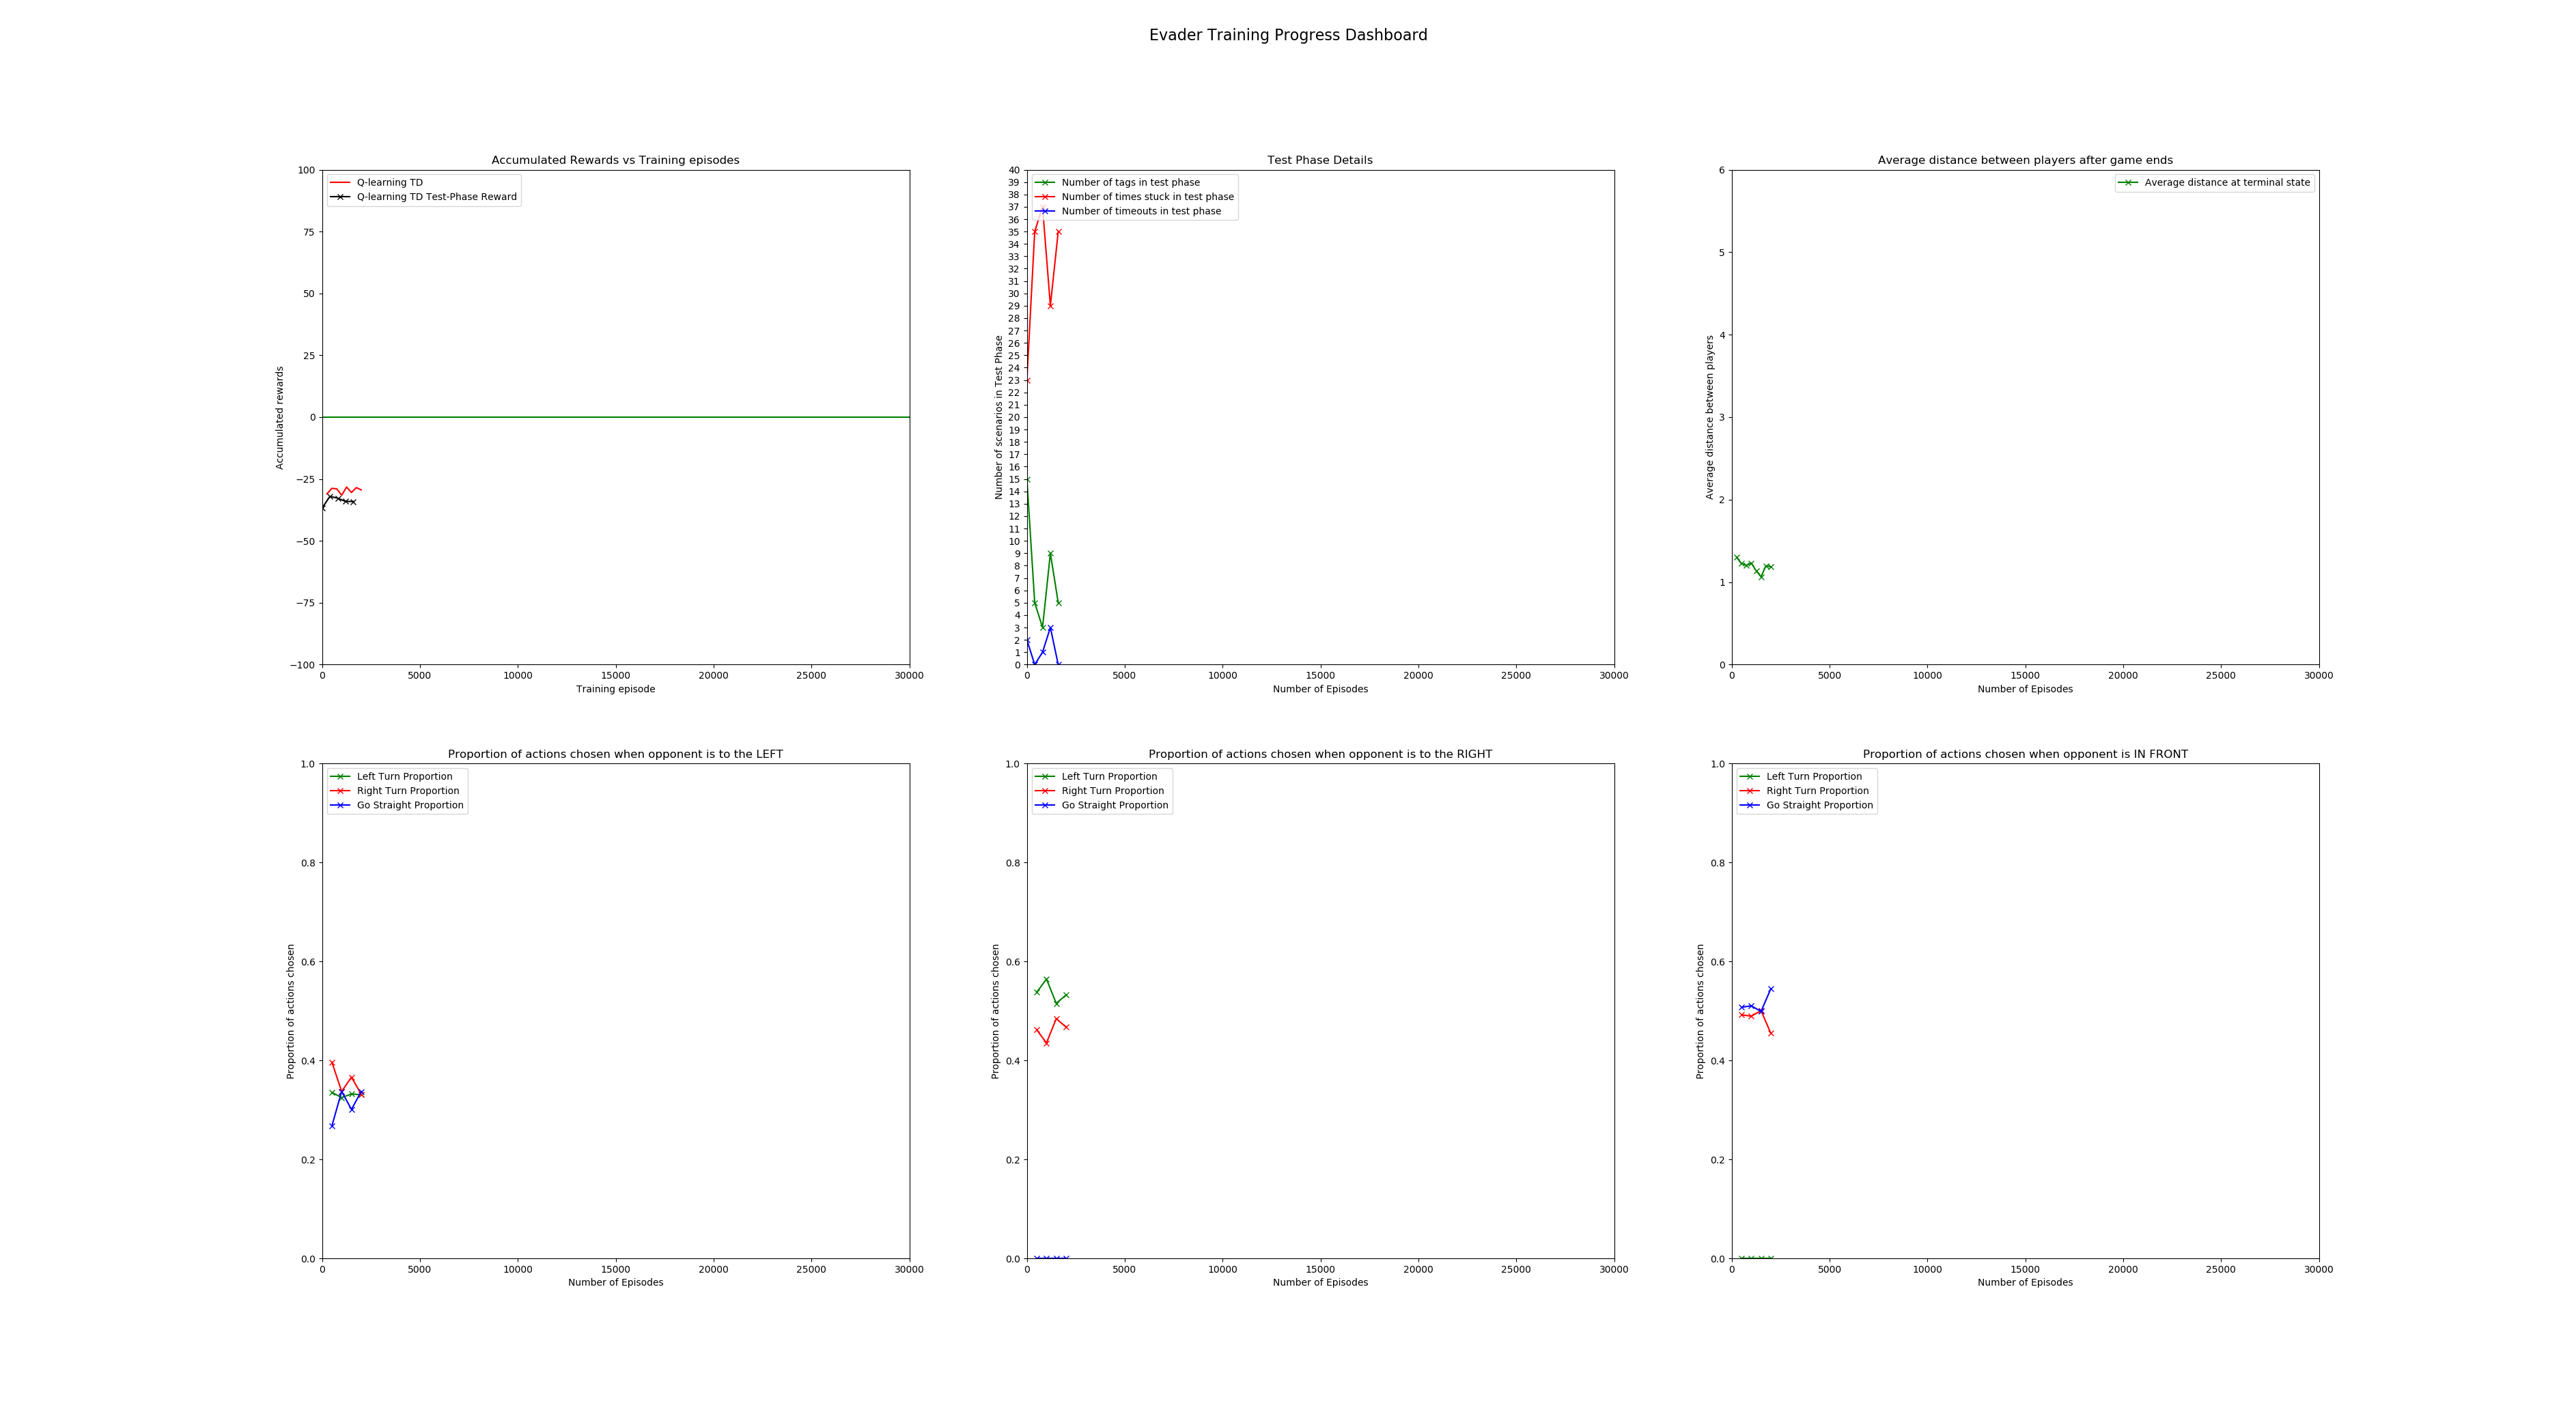 Evader Training Progress Dashboard
Accumulated Rewards vs Training episodes
Q-learning TD
Q-learning TD Test-Phase Reward
Accumulated rewards
100
75
50
25
0
−25
−50
−75
−100
0 5000 10000 15000 20000 25000 30000
Training episode
Test Phase Details
Number of tags in test phase
Number of times stuck in test phase
Number of timeouts in test phase
Number of scenarios in Test Phase
40
39
38
37
36
35
34
33
32
31
30
29
28
27
26
25
24
23
22
21
20
19
18
17
16
15
14
13
12
11
10
9
8
7
6
5
4
3
2
1
0
0 5000 10000 15000 20000 25000 30000
Number of Episodes
Average distance between players after game ends
Average distance at terminal state
Average distance between players
6
5
4
3
2
1
0
0 5000 10000 15000 20000 25000 30000
Number of Episodes
Proportion of actions chosen when opponent is to the LEFT
Left Turn Proportion
Right Turn Proportion
Go Straight Proportion
Proportion of actions chosen
1.0
0.8
0.6
0.4
0.2
0.0
0 5000 10000 15000 20000 25000 30000
Number of Episodes
Proportion of actions chosen when opponent is to the RIGHT
Left Turn Proportion
Right Turn Proportion
Go Straight Proportion
Proportion of actions chosen
1.0
0.8
0.6
0.4
0.2
0.0
0 5000 10000 15000 20000 25000 30000
Number of Episodes
Proportion of actions chosen when opponent is IN FRONT
Left Turn Proportion
Right Turn Proportion
Go Straight Proportion
Proportion of actions chosen
1.0
0.8
0.6
0.4
0.2
0.0
0 5000 10000 15000 20000 25000 30000
Number of Episodes